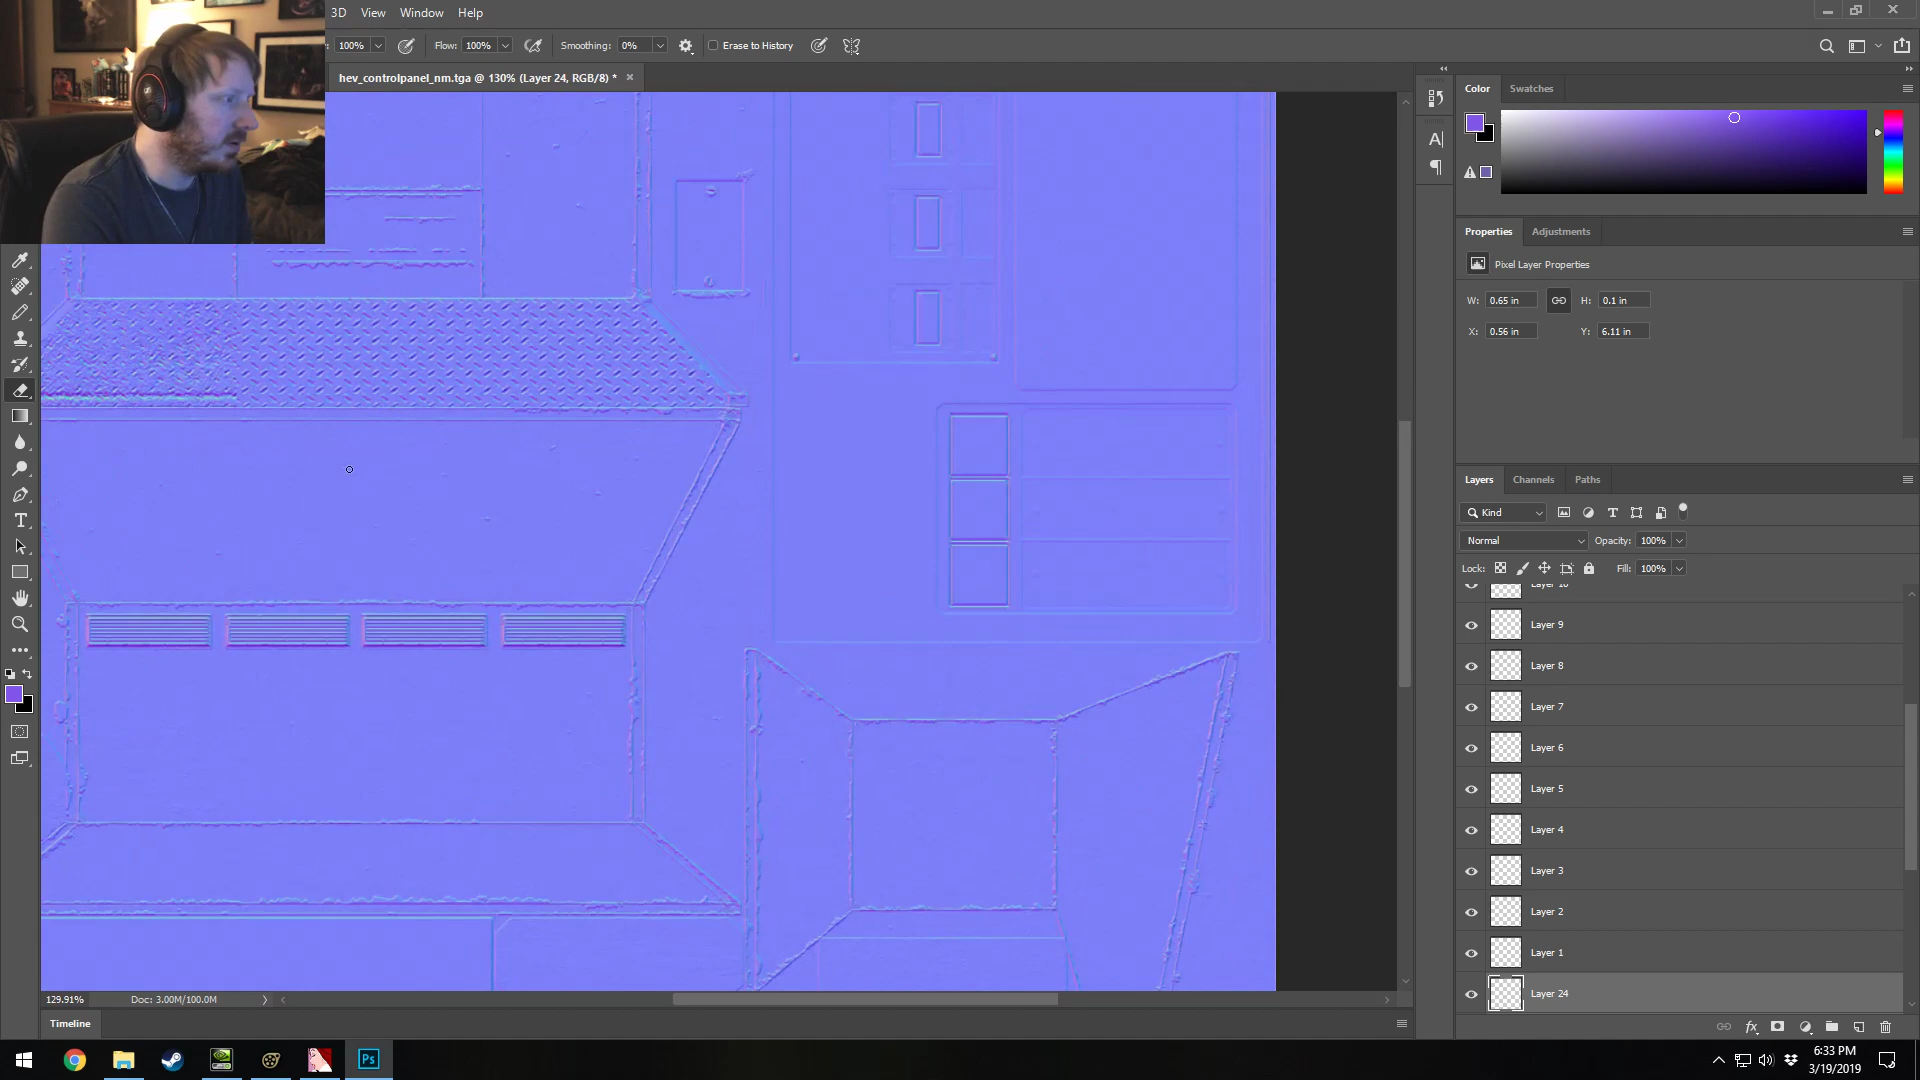 3D View Window Help
100% Flow: 100% Smoothing: 0% Erase to History
hev_controlpanel_nm.tga @ 130% (Layer 24, RGB/8) * ×
Color Swatches
Properties Adjustments
Pixel Layer Properties
W: 0.65 in H: 0.1 in
X: 0.56 in Y: 6.11 in
Layers Channels Paths
Kind
Normal Opacity: 100%
Lock: Fill: 100%
Layer 9
Layer 8
Layer 7
Layer 6
Layer 5
Layer 4
Layer 3
Layer 2
Layer 1
Layer 24
129.91% Doc: 3.00M/100.0M
Timeline
Ps
6:33 PM
3/19/2019